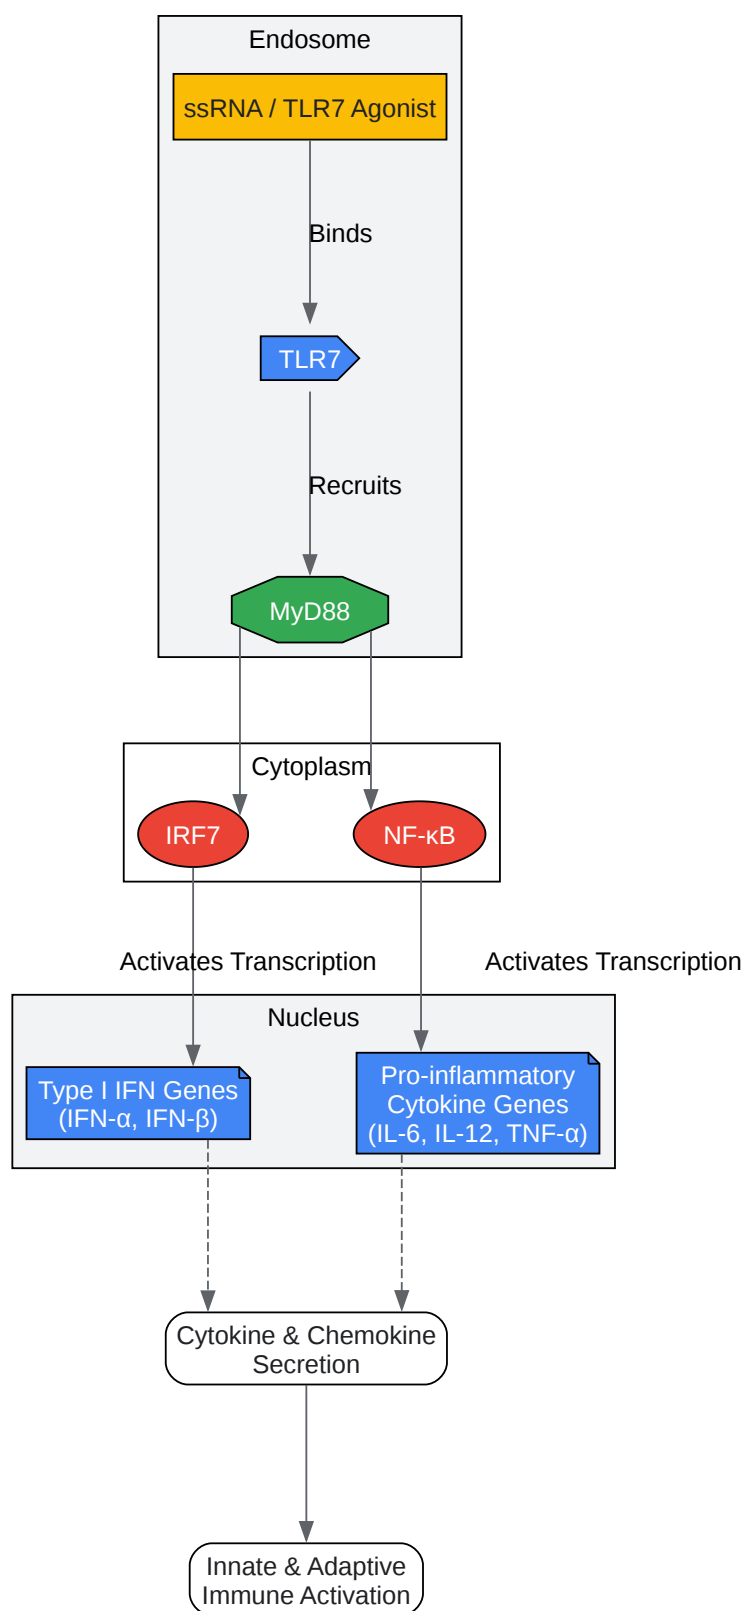 Endosome
ssRNA / TLR7 Agonist
Binds
TLR7
Recruits
MyD88
Cytoplasm
IRF7
NF-κB
Activates Transcription
Activates Transcription
Nucleus
Type I IFN Genes
(IFN-α, IFN-β)
Pro-inflammatory
Cytokine Genes
(IL-6, IL-12, TNF-α)
Cytokine & Chemokine
Secretion
Innate & Adaptive
Immune Activation